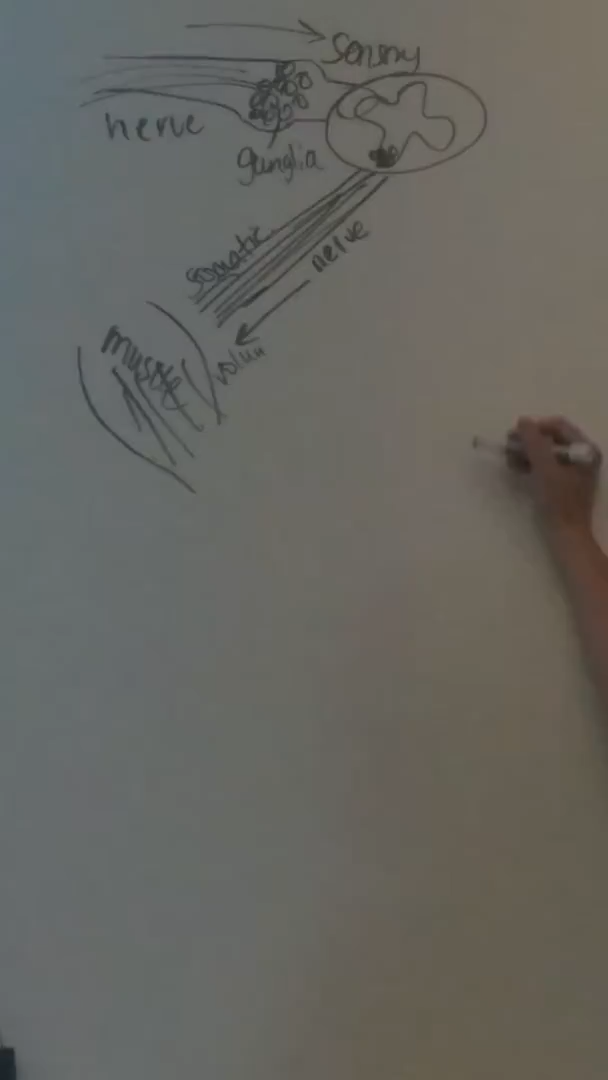 Sensory
nerve
ganglia
somatic
nerve
muscle
volun